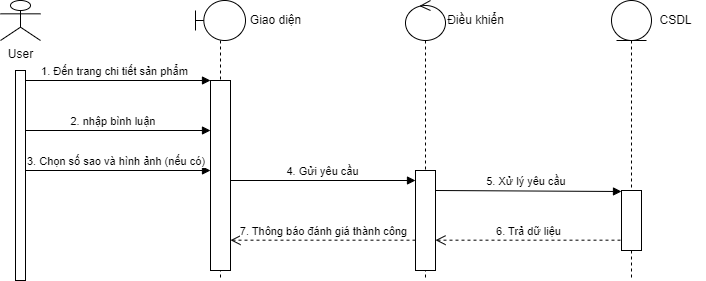 Giao diện
Điều khiển
CSDL
User
1. Đến trang chi tiết sản phẩm
2. nhập bình luận
3. Chọn số sao và hình ảnh (nếu có)
4. Gửi yêu cầu
5. Xử lý yêu cầu
7. Thông báo đánh giá thành công
6. Trả dữ liệu